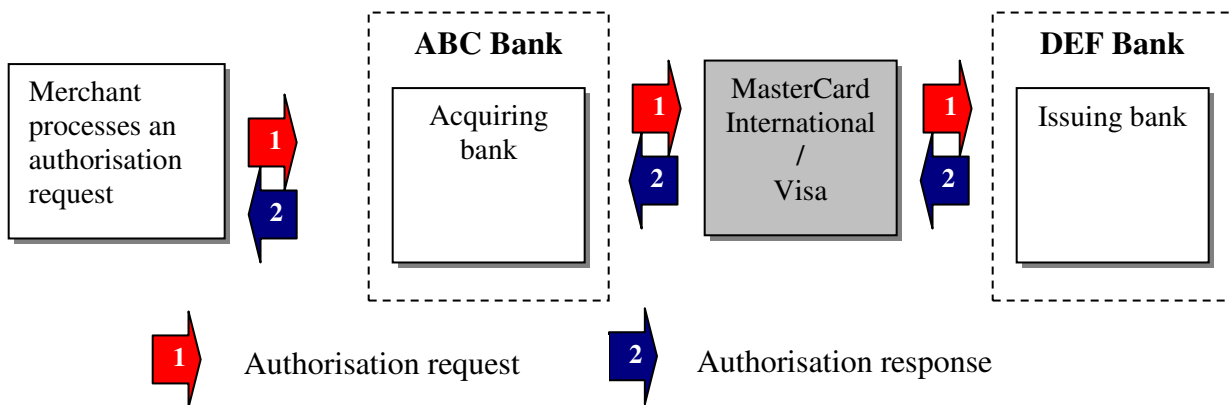 ABC Bank
DEF Bank
Merchant
processes an
authorisation
request
1
2
Acquiring
bank
1
2
MasterCard
International
/
Visa
1
2
Issuing bank
1 Authorisation request
2 Authorisation response